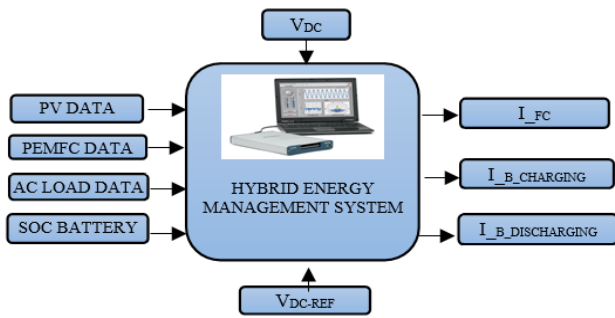 VDC
PV DATA
PEMFC DATA
AC LOAD DATA
SOC BATTERY
HYBRID ENERGY
MANAGEMENT SYSTEM
I_FC
I_B_CHARGING
I_B_DISCHARGING
VDC-REF